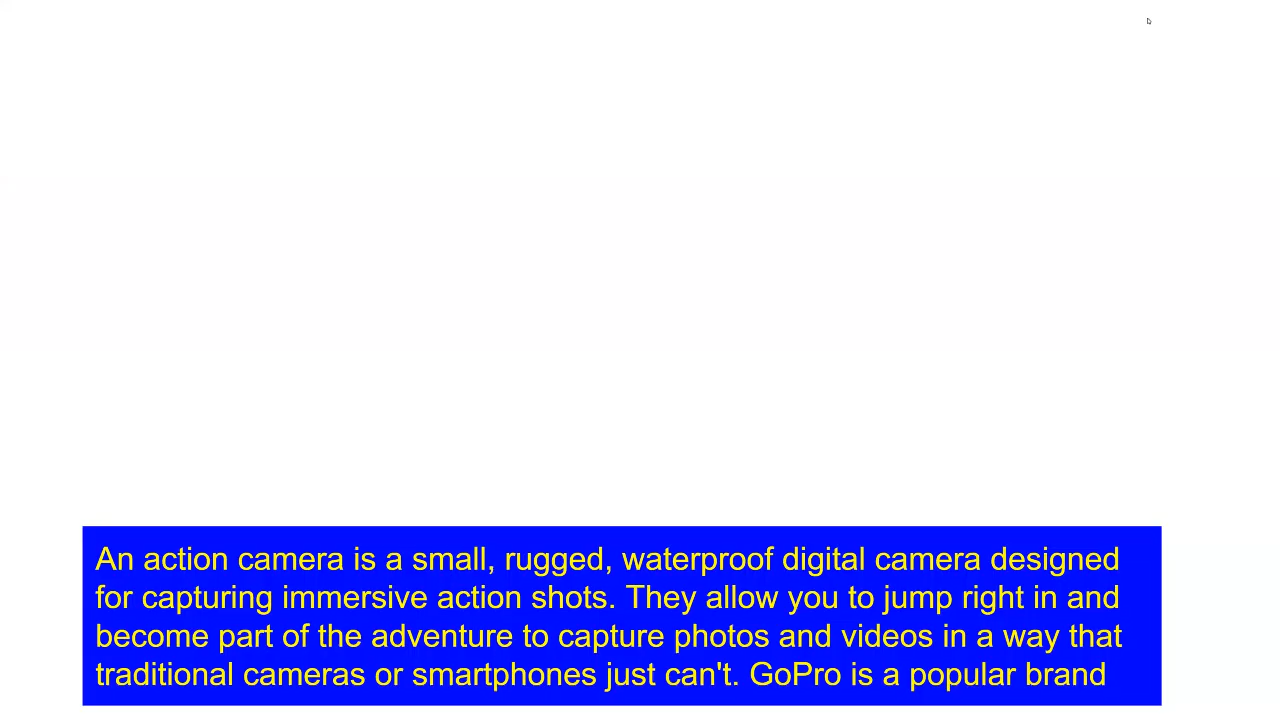 An action camera is a small, rugged, waterproof digital camera designed
for capturing immersive action shots. They allow you to jump right in and
become part of the adventure to capture photos and videos in a way that
traditional cameras or smartphones just can't. GoPro is a popular brand